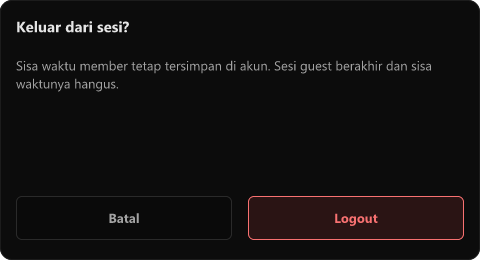 Keluar dari sesi?
Sisa waktu member tetap tersimpan di akun. Sesi guest berakhir dan sisa
waktunya hangus.
Batal
Logout